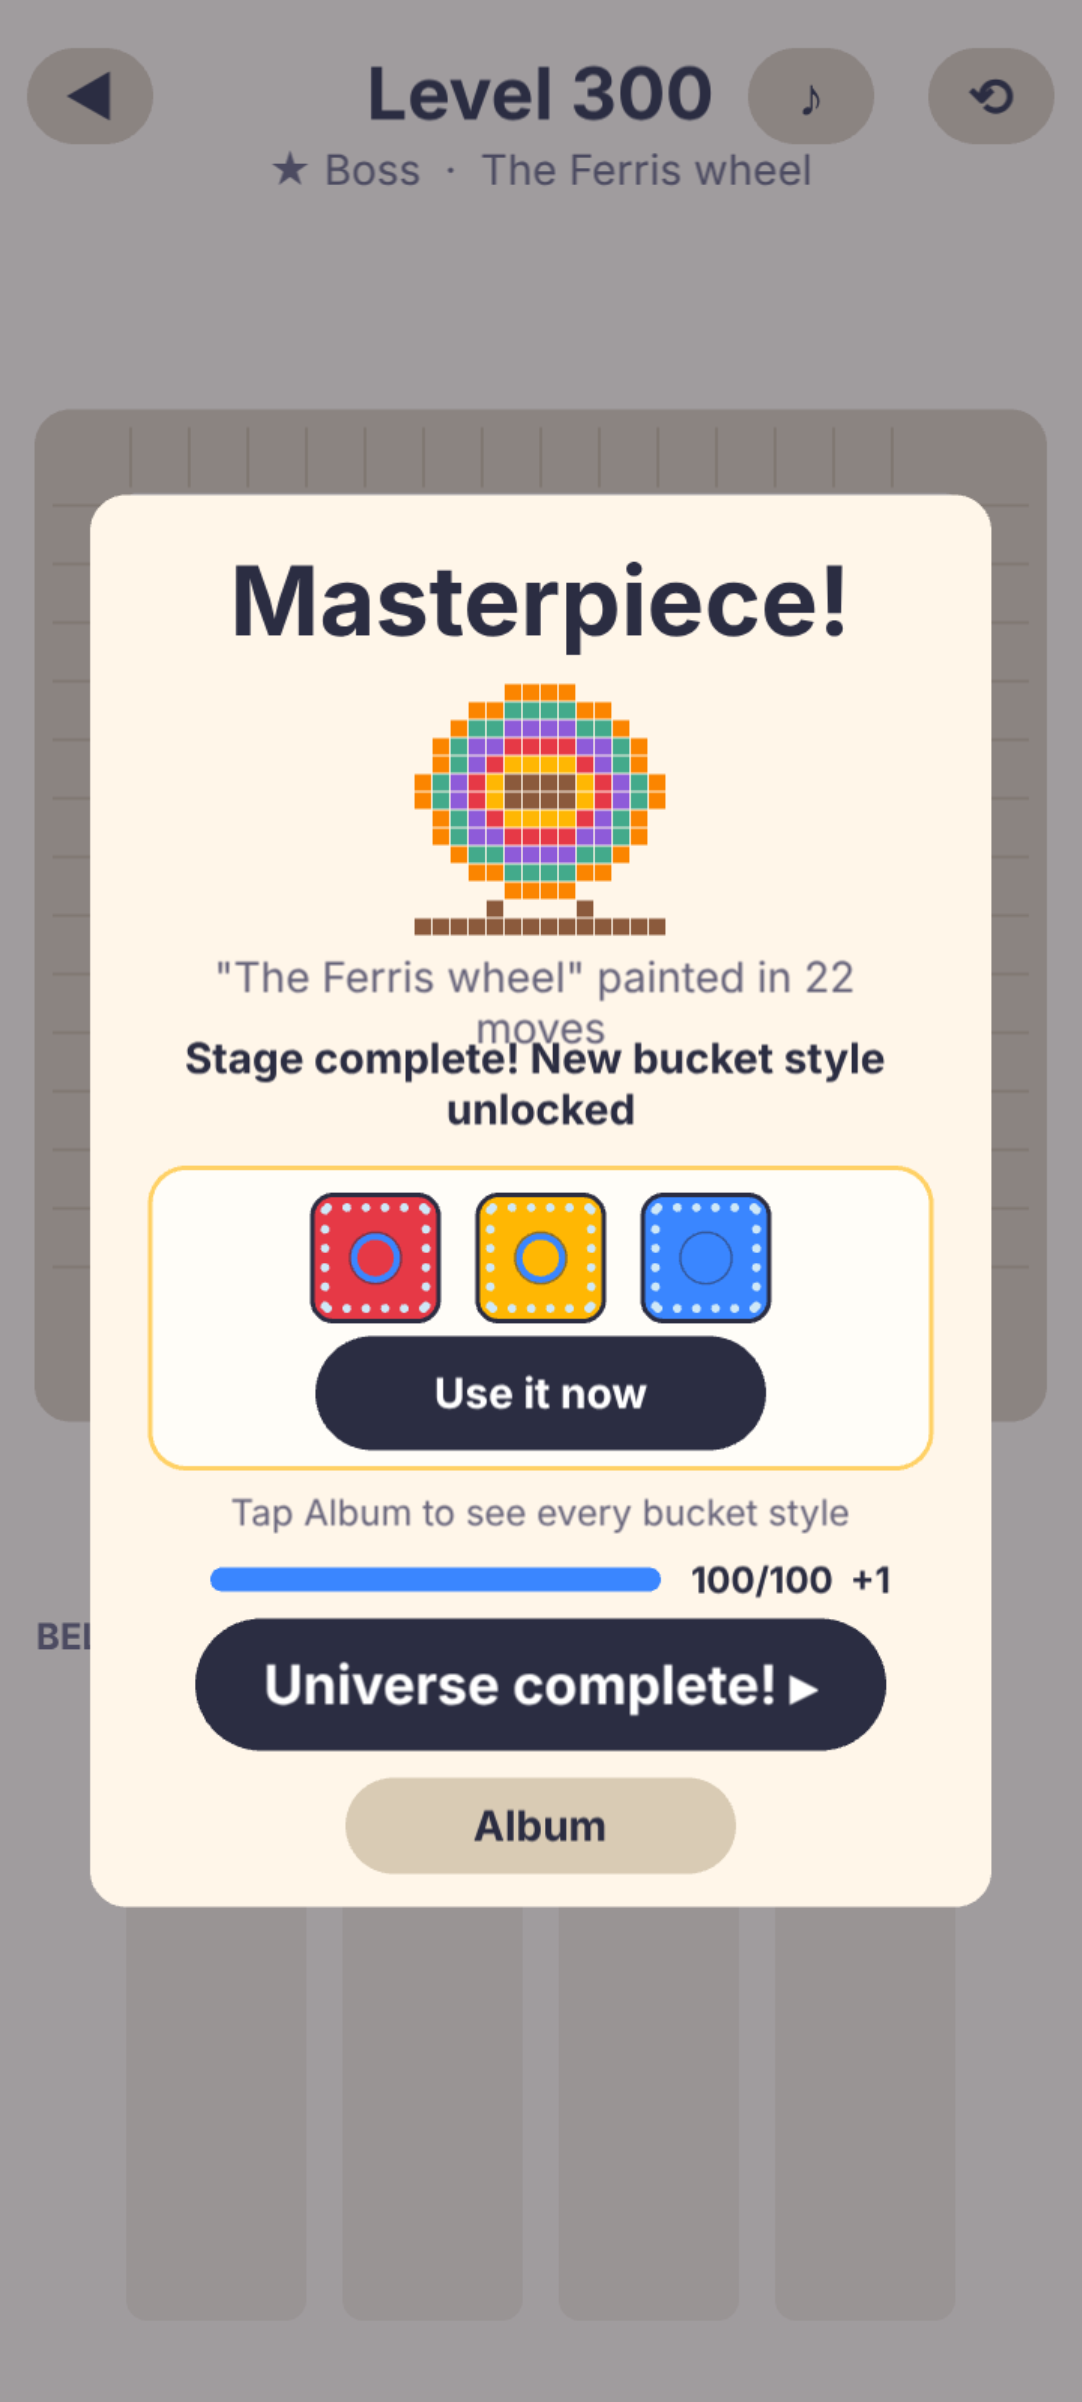 Level 300
★ Boss · The Ferris wheel
Masterpiece!
"The Ferris wheel" painted in 22
moves
Stage complete! New bucket style
unlocked
Use it now
Tap Album to see every bucket style
100/100 +1
BEL
Universe complete! ▸
Album